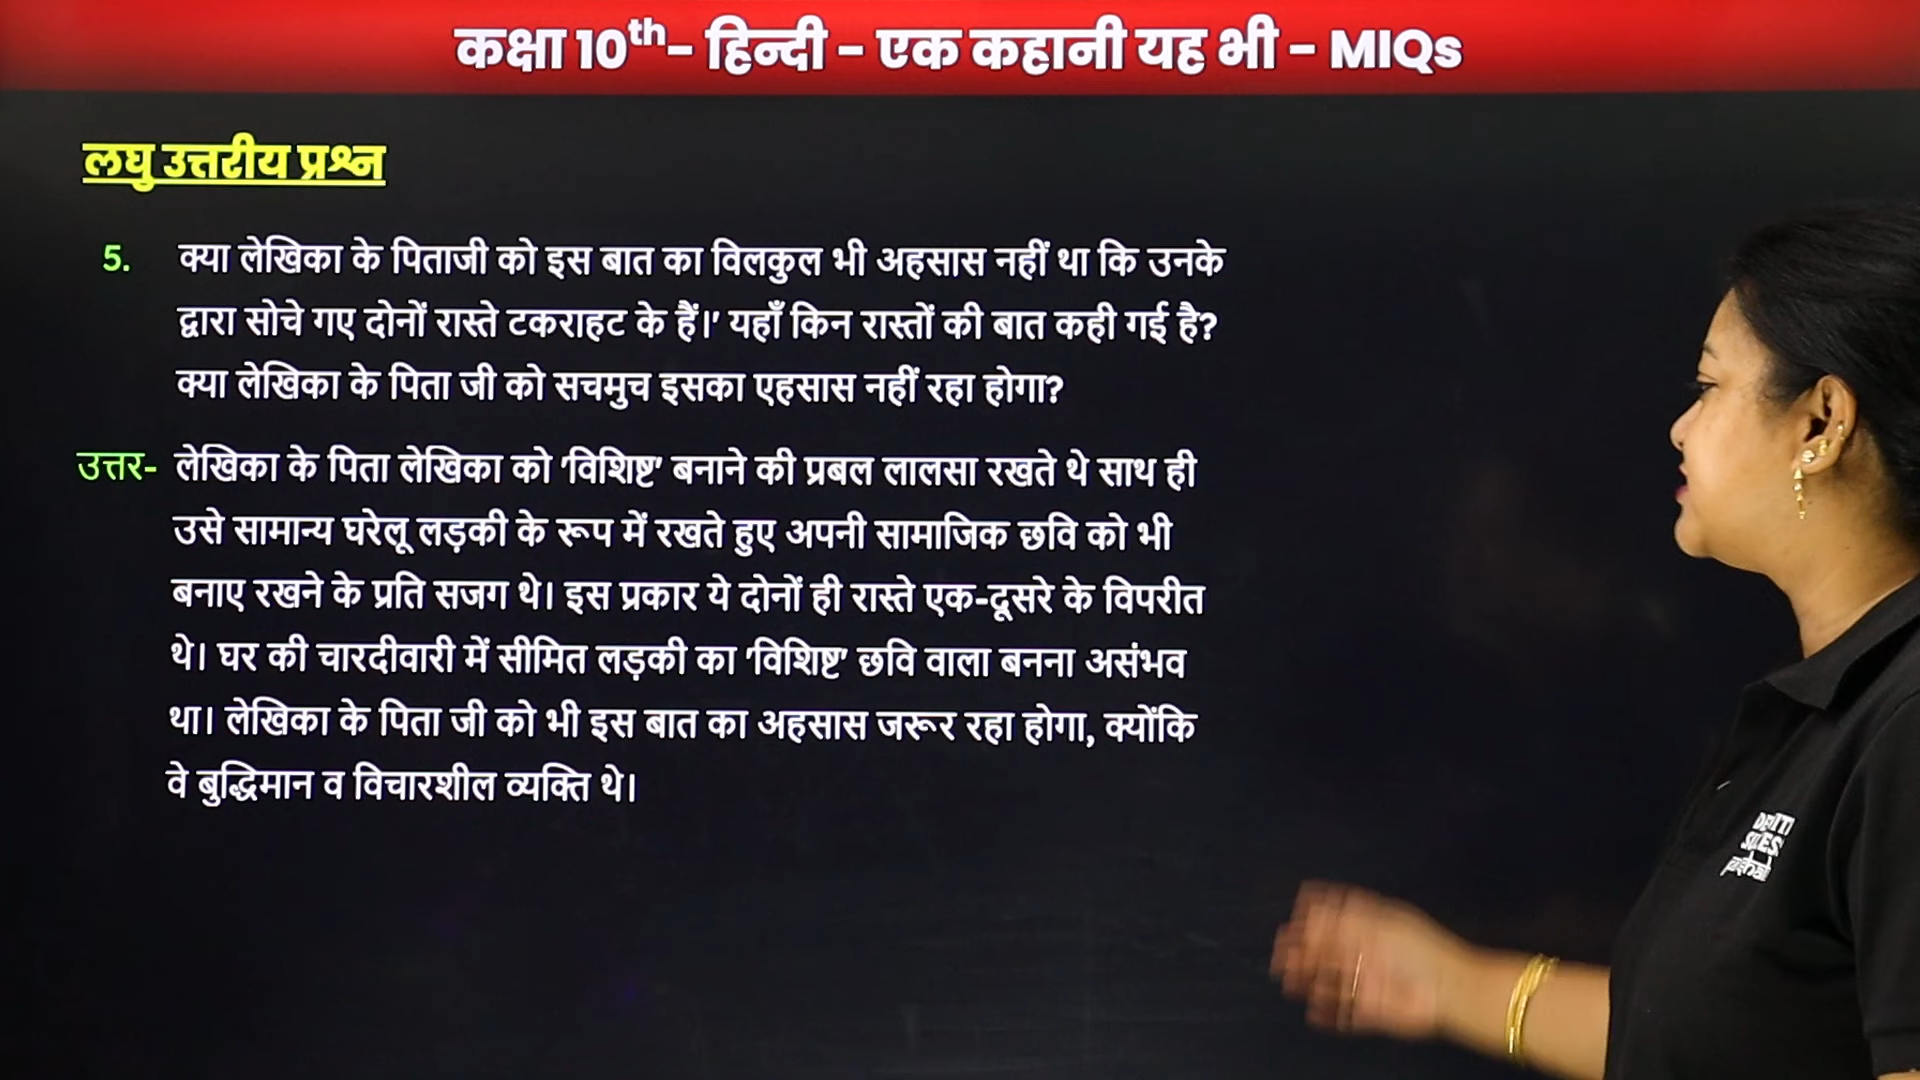 कक्षा 10th- हिन्दी - एक कहानी यह भी - MIQs
लघु उत्तरीय प्रश्न
5. क्या लेखिका के पिताजी को इस बात का विलकुल भी अहसास नहीं था कि उनके
द्वारा सोचे गए दोनों रास्ते टकराहट के हैं।' यहाँ किन रास्तों की बात कही गई है?
क्या लेखिका के पिता जी को सचमुच इसका एहसास नहीं रहा होगा?
उत्तर- लेखिका के पिता लेखिका को 'विशिष्ट' बनाने की प्रबल लालसा रखते थे साथ ही
उसे सामान्य घरेलू लड़की के रूप में रखते हुए अपनी सामाजिक छवि को भी
बनाए रखने के प्रति सजग थे। इस प्रकार ये दोनों ही रास्ते एक-दूसरे के विपरीत
थे। घर की चारदीवारी में सीमित लड़की का 'विशिष्ट' छवि वाला बनना असंभव
था। लेखिका के पिता जी को भी इस बात का अहसास जरूर रहा होगा, क्योंकि
वे बुद्धिमान व विचारशील व्यक्ति थे।